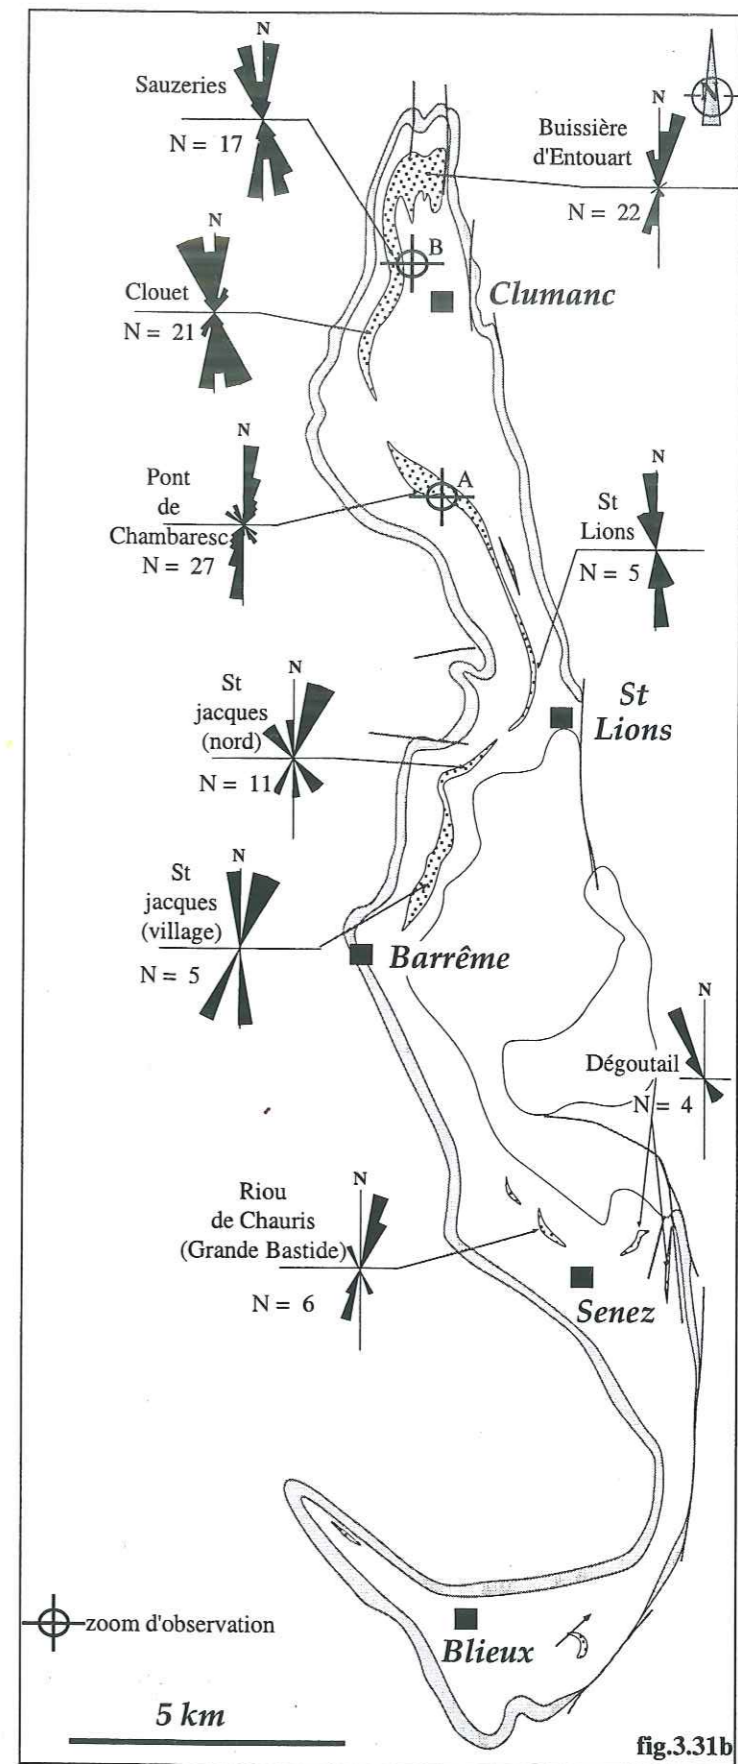 N
Sauzeries
N = 17
N
N
Buissière
d'Entouart
N = 22
B
Clumanc
N
Clouet
N = 21
N
Pont
de
Chambaresc
N = 27
A
N
St
Lions
N = 5
N
St
jacques
(nord)
N = 11
St
Lions
N
St
jacques
(village)
N = 5
Barrême
N
Dégoutail
N = 4
N
Riou
de Chauris
(Grande Bastide)
N = 6
Senez
zoom d'observation
Blieux
5 km
fig.3.31b